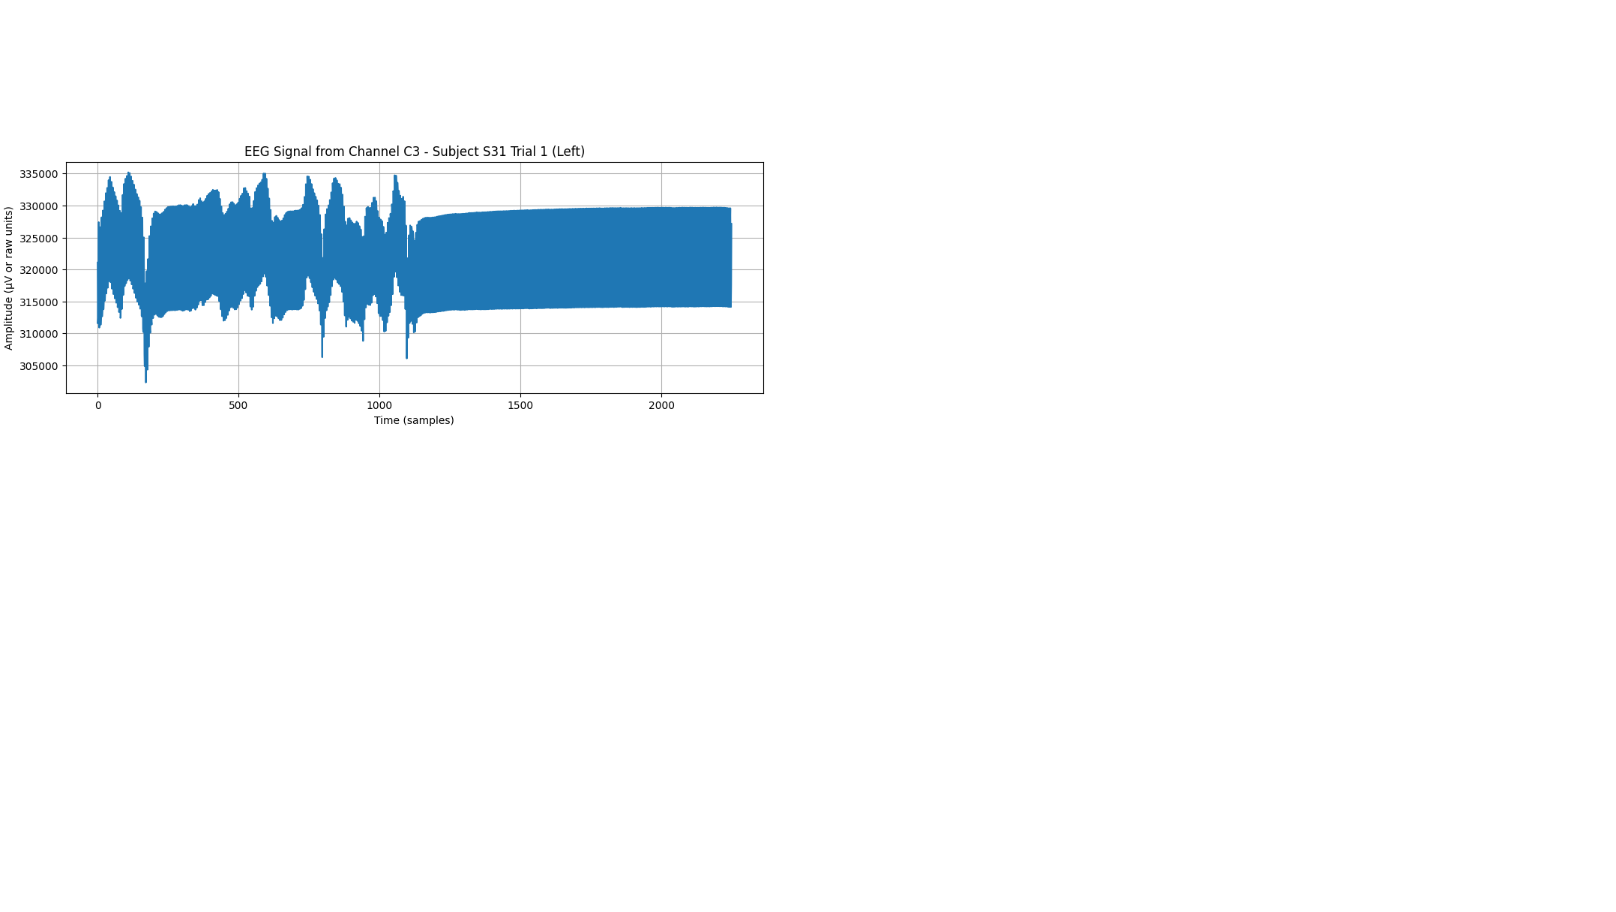 EEG Signal from Channel C3 - Subject S31 Trial 1 (Left)
Amplitude (µV or raw units)
335000
330000
325000
320000
315000
310000
305000
0 500 1000 1500 2000
Time (samples)